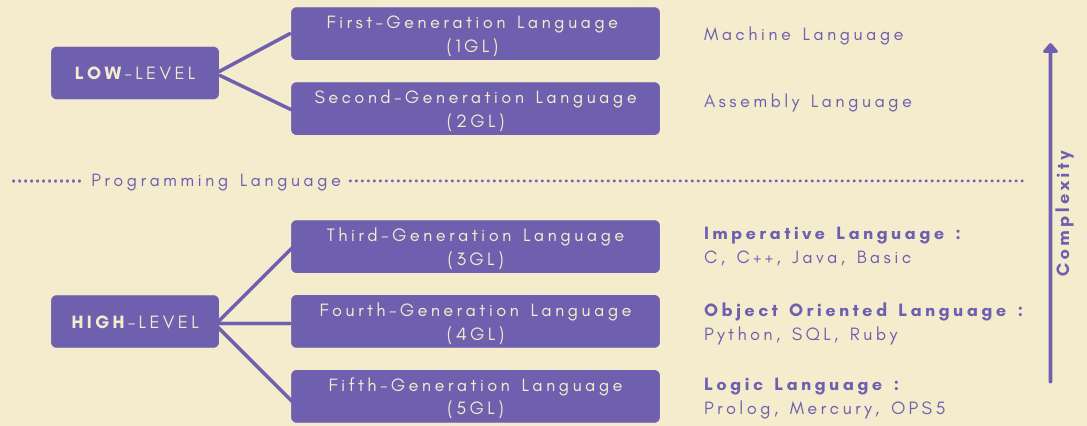 First-Generation Language
(1GL)
Machine Language
LOW-LEVEL
Second-Generation Language
(2GL)
Assembly Language
Programming Language
Complexity
Third-Generation Language
(3GL)
Imperative Language :
C, C++, Java, Basic
HIGH-LEVEL
Fourth-Generation Language
(4GL)
Object Oriented Language :
Python, SQL, Ruby
Fifth-Generation Language
(5GL)
Logic Language :
Prolog, Mercury, OPS5